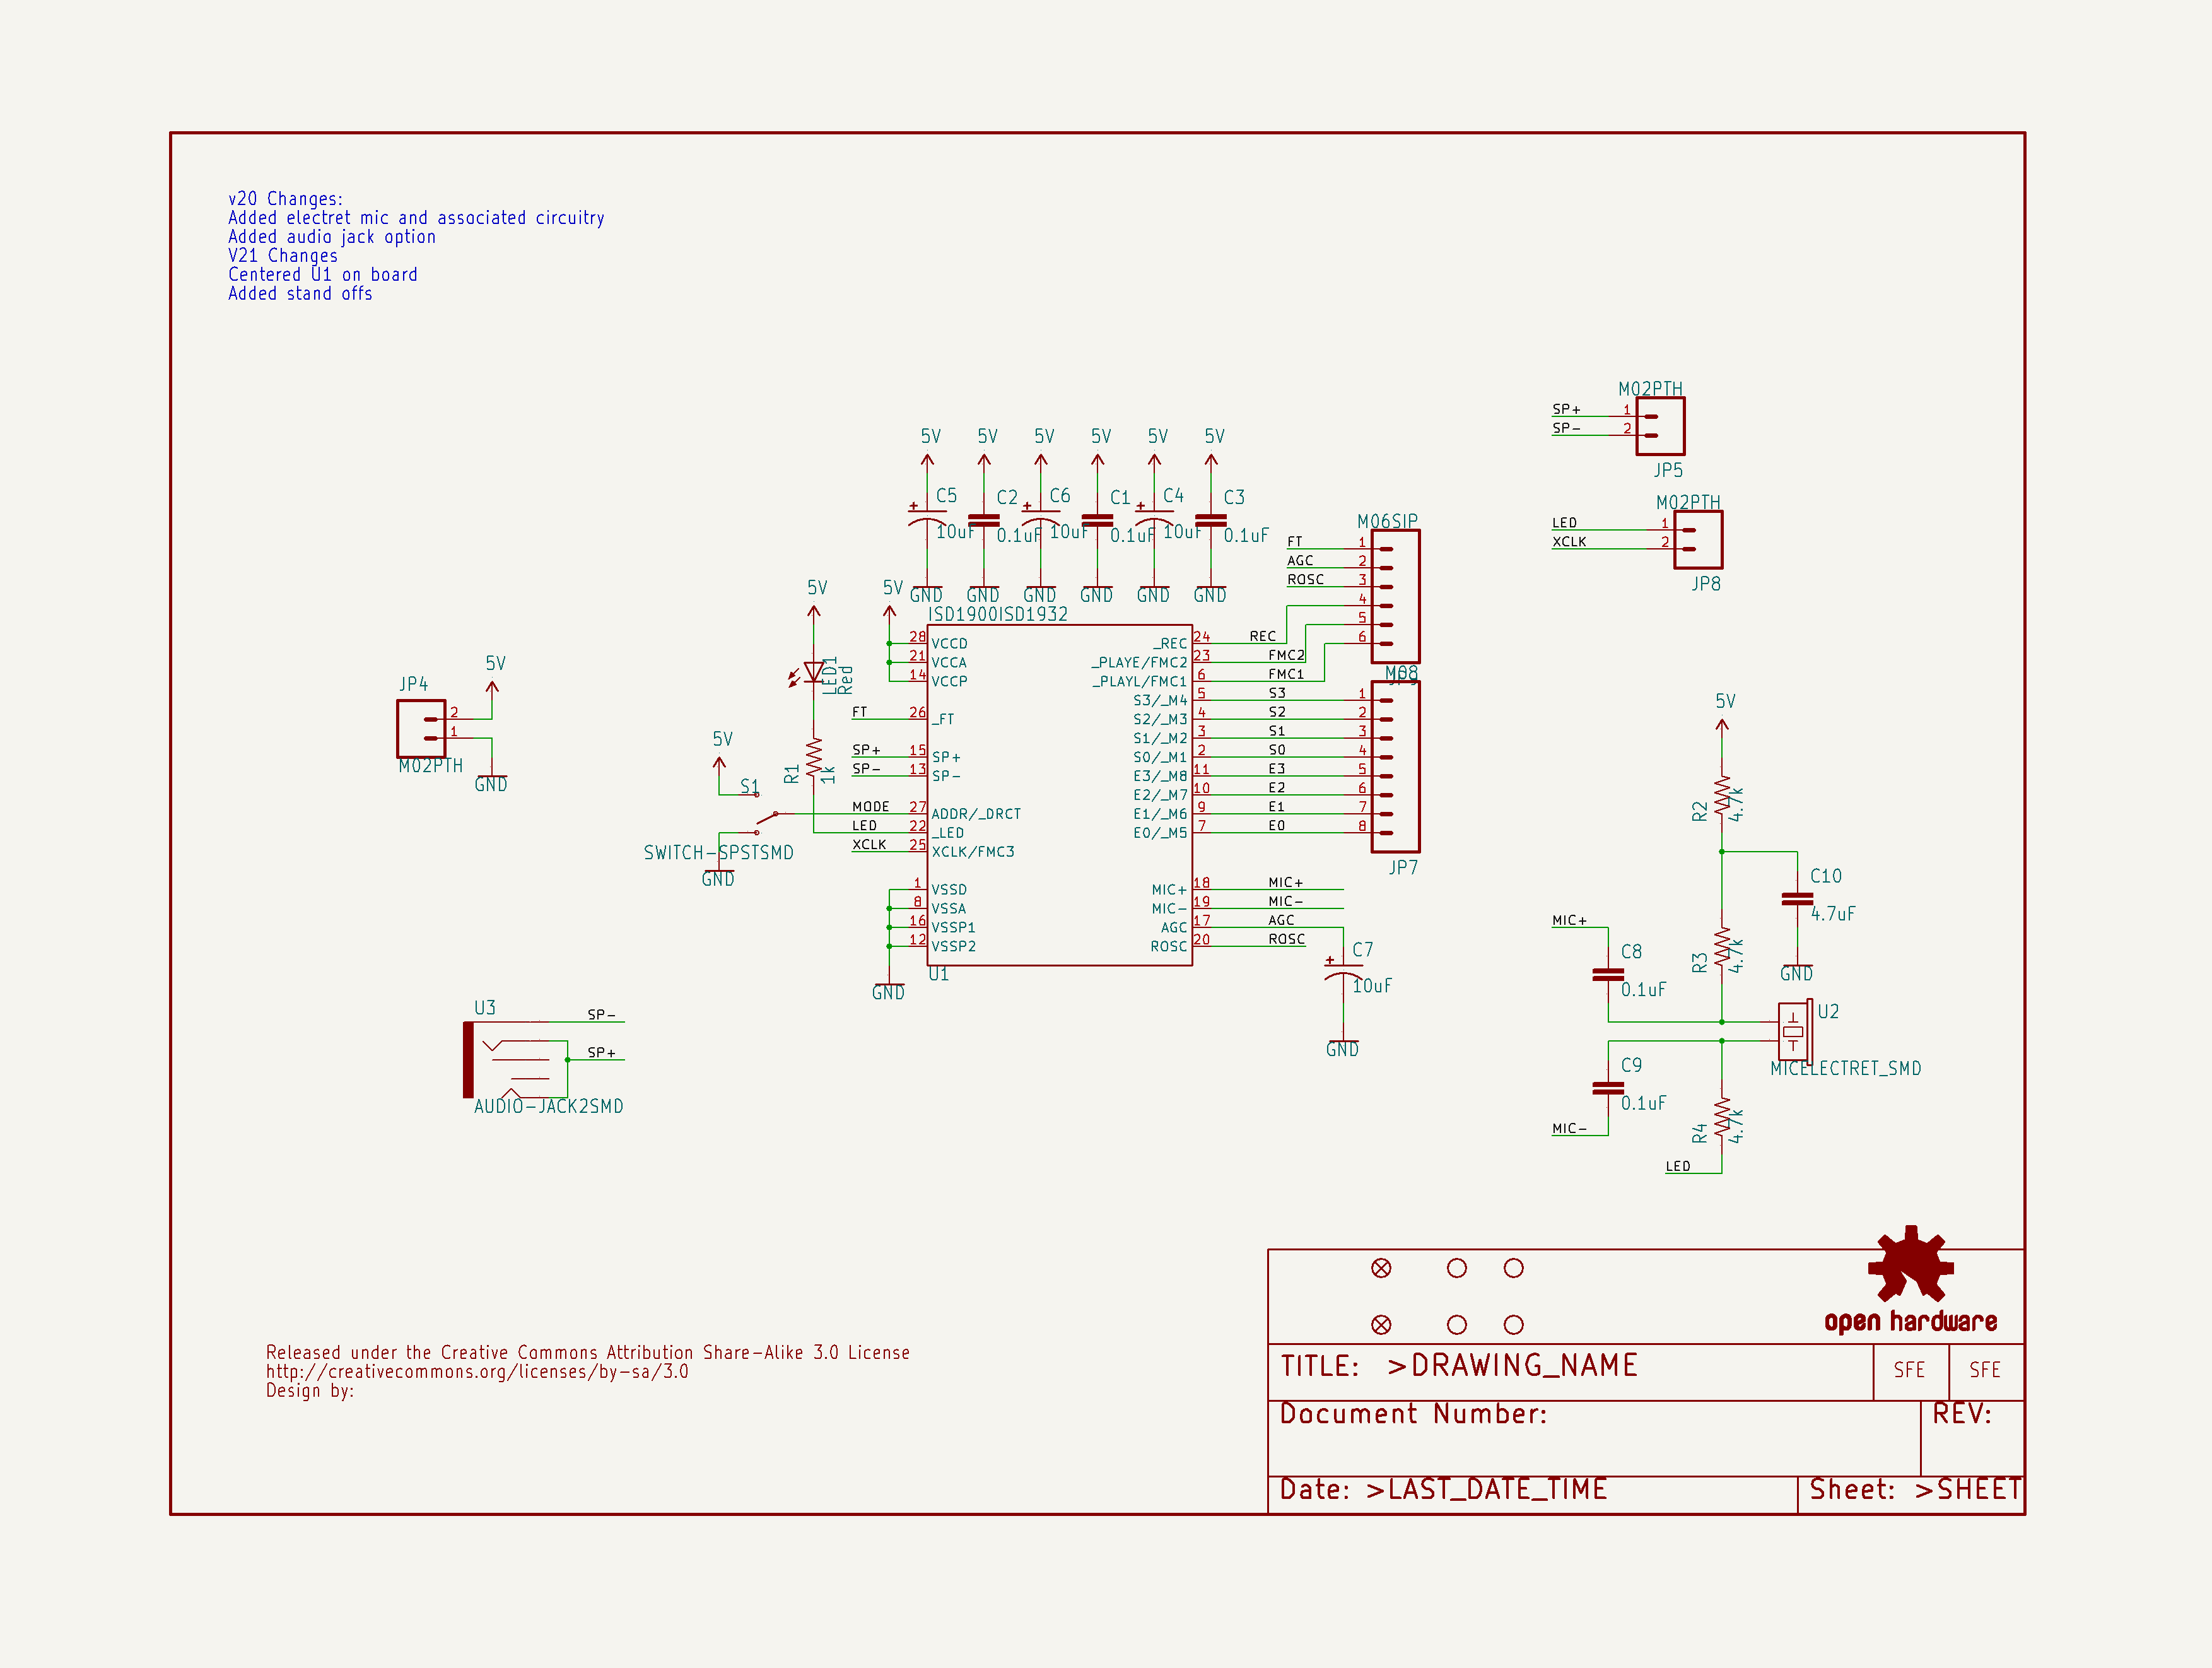 v20 Changes:
Added electret mic and associated circuitry
Added audio jack option
V21 Changes
Centered U1 on board
Added stand offs
M02PTH
SP+ 1
SP- 2
JP5
M02PTH
LED 1
XCLK 2
JP8
5V 5V 5V 5V 5V 5V
C5 C2 C6 C1 C4 C3
10uF 0.1uF 10uF 0.1uF 10uF 0.1uF
GND GND GND GND GND GND
M06SIP
FT 1
AGC 2
ROSC 3
4
5
6
5V 5V
ISD1900ISD1932
28 VCCD
21 VCCA
14 VCCP
FT 26 _FT
SP+ 15 SP+
SP- 13 SP-
MODE 27 ADDR/_DRCT
LED 22 _LED
XCLK 25 XCLK/FMC3
1 VSSD
8 VSSA
16 VSSP1
12 VSSP2
U1
GND
_REC 24 REC
_PLAYE/FMC2 23 FMC2
_PLAYL/FMC1 6 FMC1
S3/_M4 5 S3 1
S2/_M3 4 S2 2
S1/_M2 3 S1 3
S0/_M1 2 S0 4
E3/_M8 11 E3 5
E2/_M7 10 E2 6
E1/_M6 9 E1 7
E0/_M5 7 E0 8
MIC+ 18 MIC+
MIC- 19 MIC-
AGC 17 AGC
ROSC 20 ROSC
M08
JP7
C7
10uF
GND
LED1
Red
R1
1k
5V
S1
SWITCH-SPSTSMD
GND
JP4
5V
2
1
M02PTH
GND
U3
SP-
SP+
AUDIO-JACK2SMD
5V
R2
4.7k
C10
4.7uF
GND
R3
4.7k
MIC+
C8
0.1uF
U2
MICELECTRET_SMD
C9
0.1uF
MIC-
R4
4.7k
LED
Released under the Creative Commons Attribution Share-Alike 3.0 License
http://creativecommons.org/licenses/by-sa/3.0
Design by:
open hardware
TITLE: >DRAWING_NAME
SFE SFE
Document Number:
REV:
Date: >LAST_DATE_TIME
Sheet: >SHEET